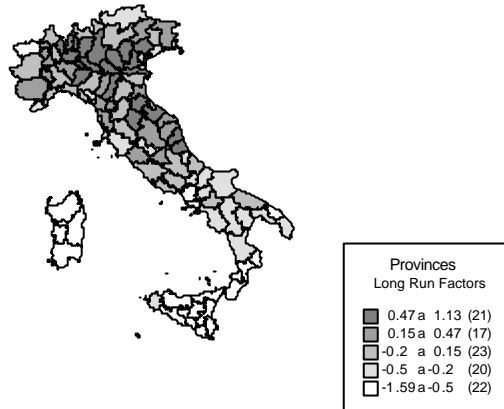 Provinces
Long Run Factors
0.47 a 1.13 (21)
0.15 a 0.47 (17)
-0.2 a 0.15 (23)
-0.5 a -0.2 (20)
-1.59 a -0.5 (22)